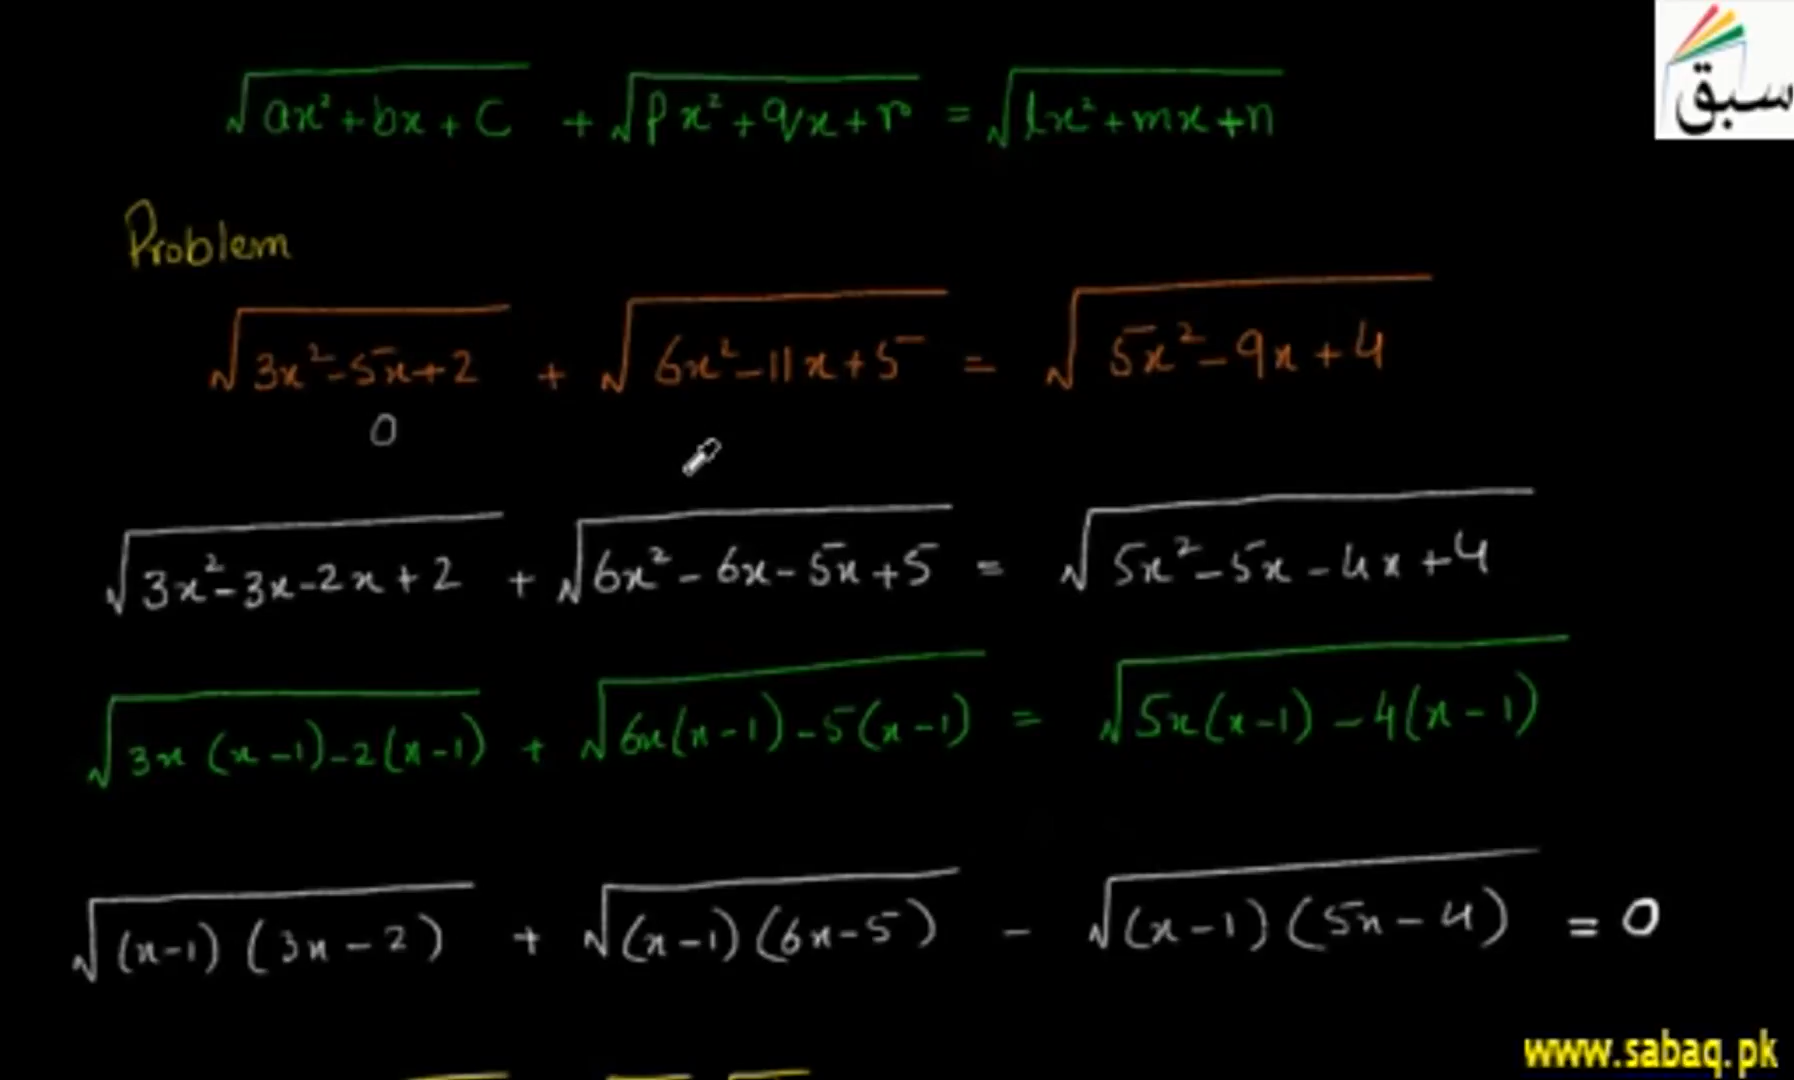 √(ax²+bx+c) + √(px²+qx+r) = √(lx²+mx+n)
سبق
Problem
√(3x²-5x+2) + √(6x²-11x+5) = √(5x²-9x+4)
0
√(3x²-3x-2x+2) + √(6x²-6x-5x+5) = √(5x²-5x-4x+4)
√(3x(x-1)-2(x-1)) + √(6x(x-1)-5(x-1)) = √(5x(x-1)-4(x-1))
√((x-1)(3x-2)) + √((x-1)(6x-5)) - √((x-1)(5x-4)) = 0
www.sabaq.pk